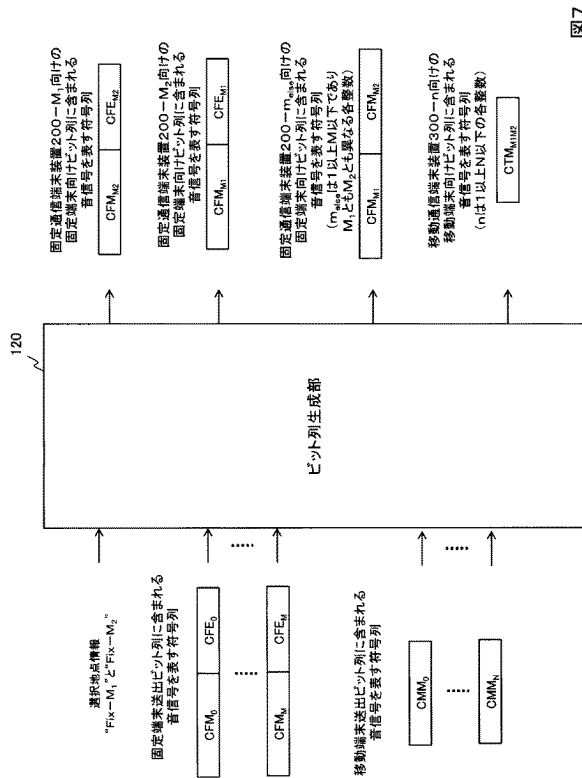 120
選択地点情報
"Fix−M₁"と"Fix−M₂"
固定端末送出ビット列に含まれる
音信号を表す符号列
CFM₀ CFE₀
CFM_M CFE_M
移動端末送出ビット列に含まれる
音信号を表す符号列
CMM₀
CMM_N
ビット列生成部
固定通信端末装置200−M₁向けの
固定端末向けビット列に含まれる
音信号を表す符号列
CFM_M2 CFE_M2
固定通信端末装置200−M₂向けの
固定端末向けビット列に含まれる
音信号を表す符号列
CFM_M1 CFE_M1
固定通信端末装置200−m_else向けの
固定端末向けビット列に含まれる
音信号を表す符号列
(m_elseは1以上M以下であり
M₁ともM₂とも異なる各整数)
CFM_M1 CFM_M2
移動通信端末装置300−n向けの
移動端末向けビット列に含まれる
音信号を表す符号列
(nは1以上N以下の各整数)
CTM_M1M2
図7